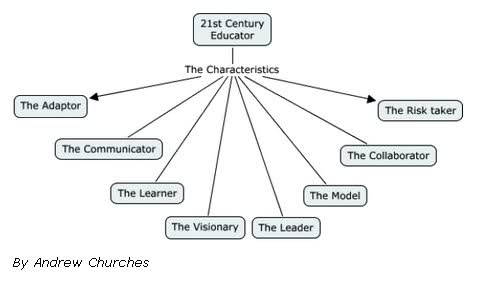 21st Century
Educator
The Characteristics
The Adaptor
The Risk taker
The Communicator
The Collaborator
The Learner
The Model
The Visionary
The Leader
By Andrew Churches